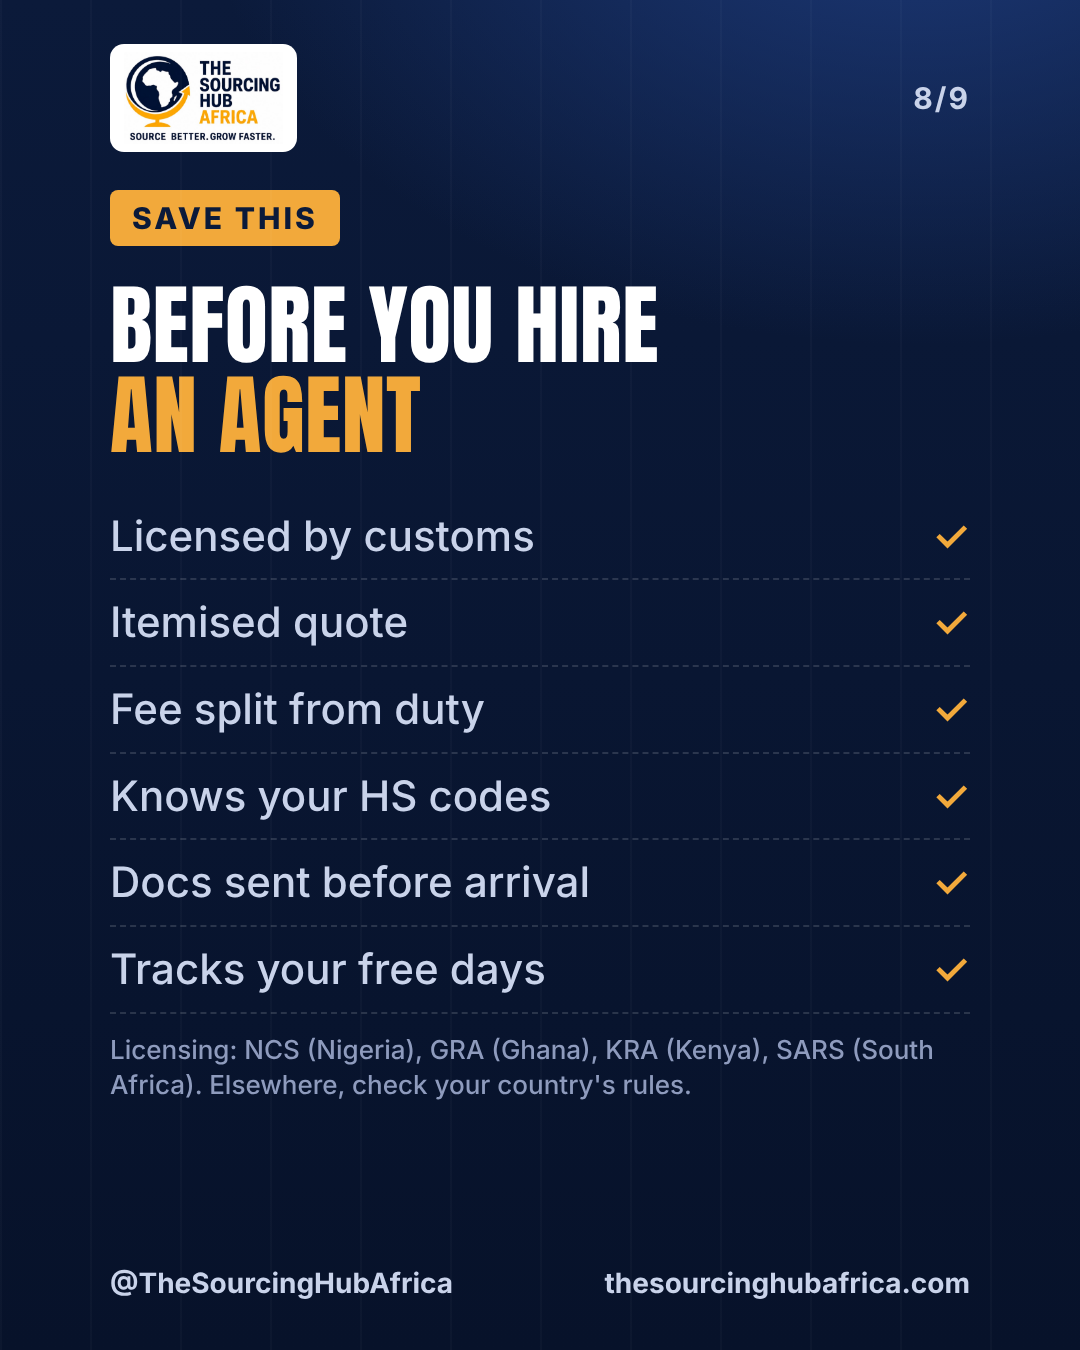 THE
SOURCING
HUB
AFRICA
SOURCE BETTER. GROW FASTER.
8/9
SAVE THIS
BEFORE YOU HIRE
AN AGENT
Licensed by customs
Itemised quote
Fee split from duty
Knows your HS codes
Docs sent before arrival
Tracks your free days
Licensing: NCS (Nigeria), GRA (Ghana), KRA (Kenya), SARS (South
Africa). Elsewhere, check your country's rules.
@TheSourcingHubAfrica
thesourcinghubafrica.com